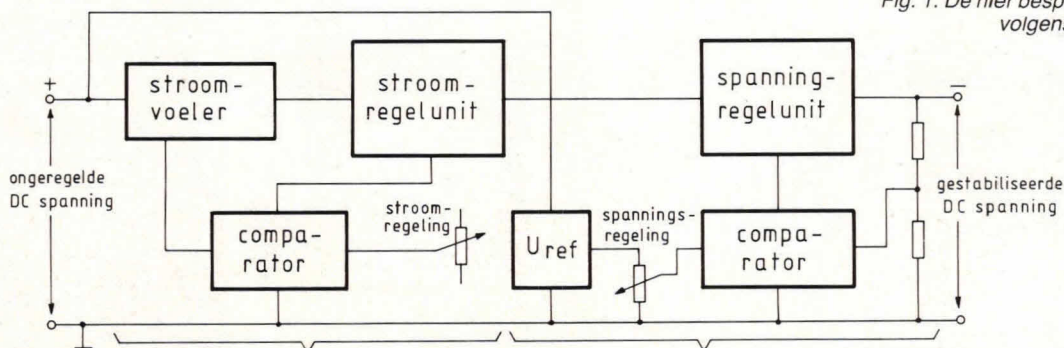 Fig. 1. De hier besp
volgens
+
stroom-
voeler
stroom-
regelunit
spanning-
regelunit
–
ongeregelde
DC spanning
compa-
rator
stroom-
regeling
Uref
spannings-
regeling
compa-
rator
gestabiliseerde
DC spanning